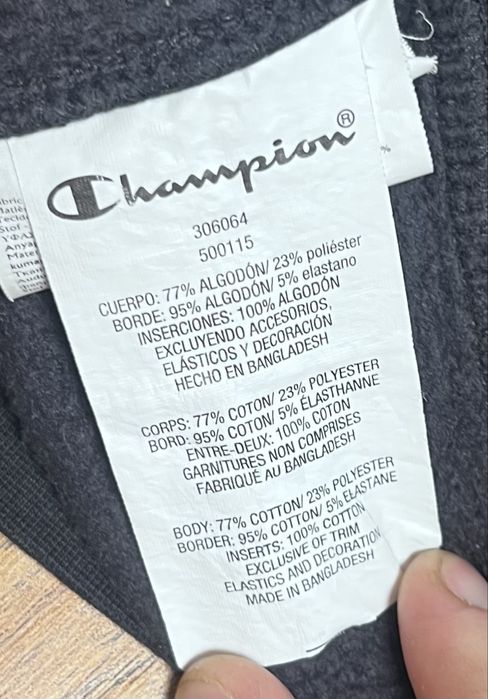 Champion®
306064
500115
CUERPO: 77% ALGODÓN/ 23% poliéster
BORDE: 95% ALGODÓN/ 5% elastano
INSERCIONES: 100% ALGODÓN
EXCLUYENDO ACCESORIOS,
ELÁSTICOS Y DECORACIÓN
HECHO EN BANGLADESH
CORPS: 77% COTON/ 23% POLYESTER
BORD: 95% COTON/ 5% ÉLASTHANNE
ENTRE-DEUX: 100% COTON
GARNITURES NON COMPRISES
FABRIQUÉ AU BANGLADESH
BODY: 77% COTTON/ 23% POLYESTER
BORDER: 95% COTTON/ 5% ELASTANE
INSERTS: 100% COTTON
EXCLUSIVE OF TRIM
ELASTICS AND DECORATION
MADE IN BANGLADESH